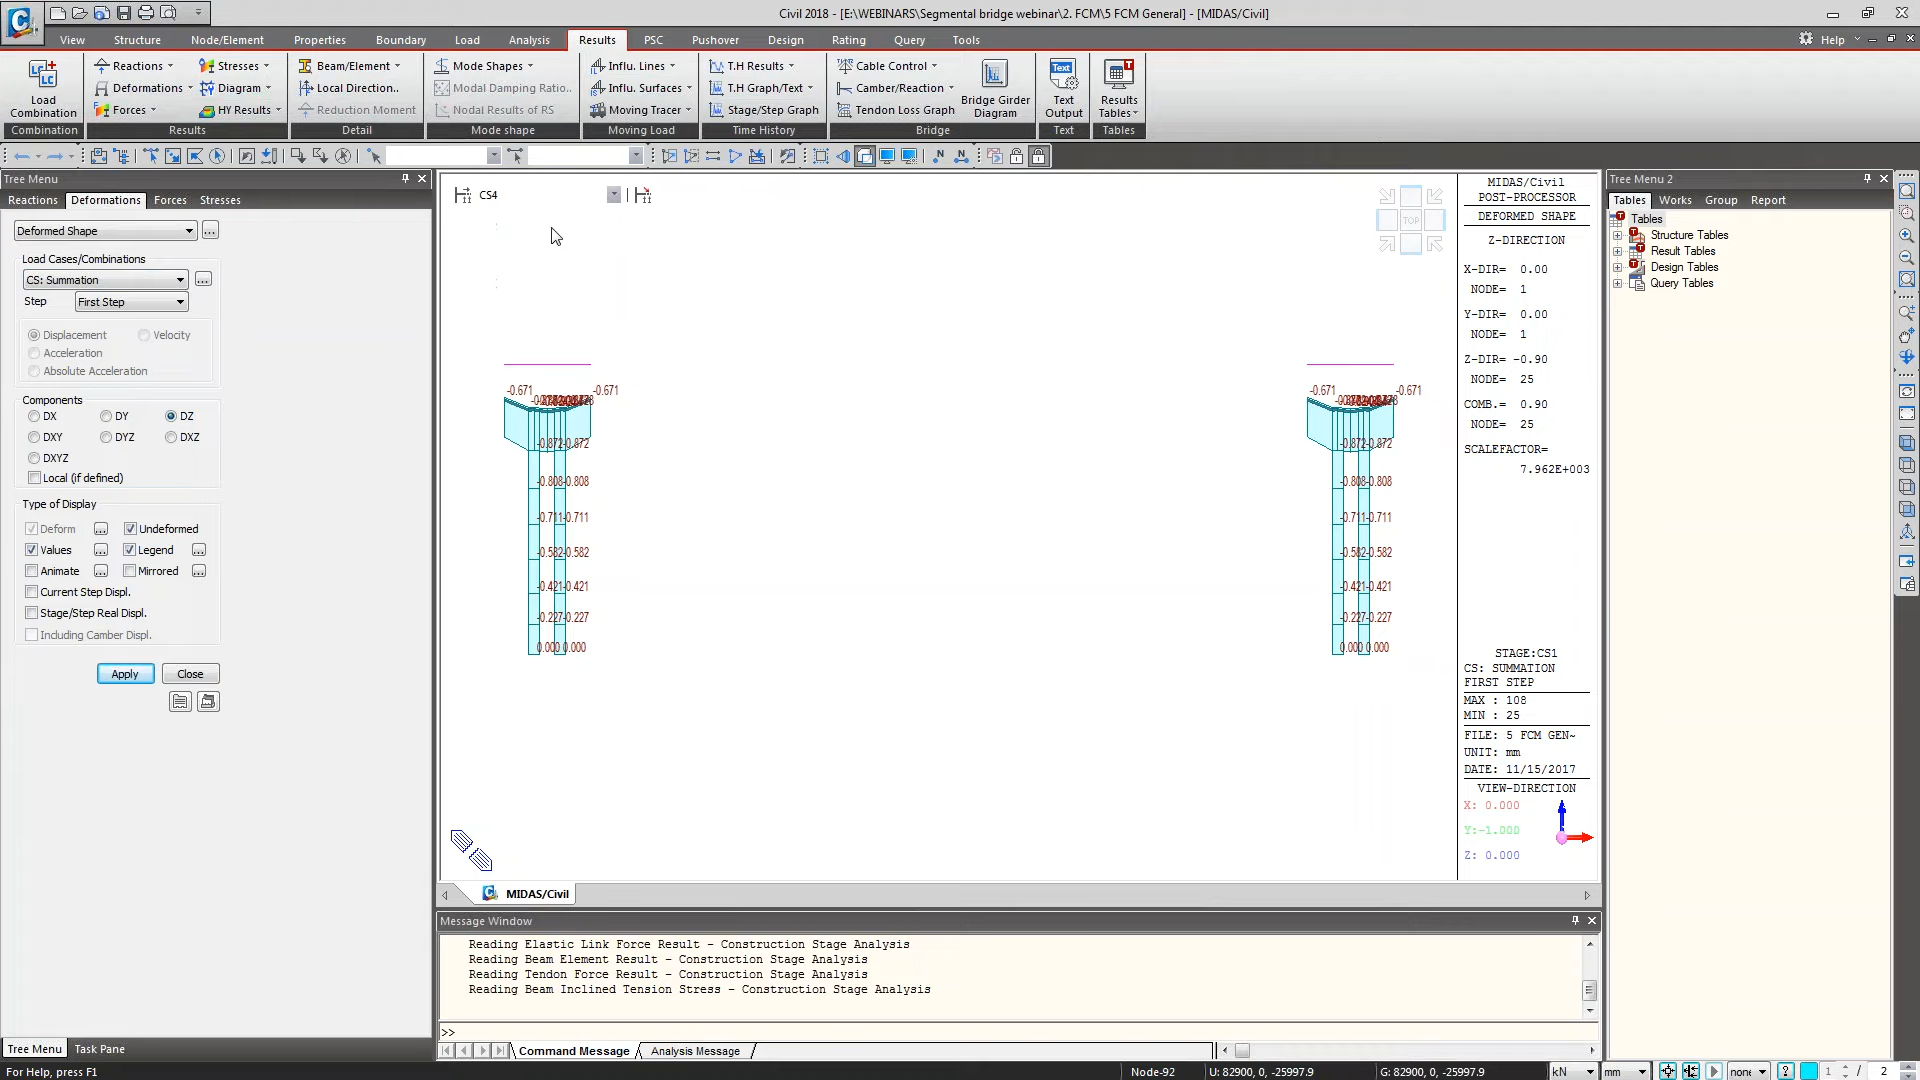 Civil 2018 - [E:\WEBINARS\Segmental bridge webinar\2. FCM\5 FCM General] - [MIDAS/Civil]
View Structure Node/Element Properties Boundary Load Analysis Results PSC Pushover Design Rating Query Tools Help
Load Combination
Reactions
Deformations
Forces
Stresses
Diagram
HY Results
Beam/Element
Local Direction..
Reduction Moment
Mode Shapes
Modal Damping Ratio..
Nodal Results of RS
Influ. Lines
Influ. Surfaces
Moving Tracer
T.H Results
T.H Graph/Text
Stage/Step Graph
Cable Control
Camber/Reaction
Tendon Loss Graph
Bridge Girder Diagram
Text
Text Output
Results Tables
Combination Results Detail Mode shape Moving Load Time History Bridge Text Tables
Tree Menu
Reactions Deformations Forces Stresses
Deformed Shape
Load Cases/Combinations
CS: Summation
Step First Step
Displacement Velocity
Acceleration
Absolute Acceleration
Components
DX DY DZ
DXY DYZ DXZ
DXYZ
Local (if defined)
Type of Display
Deform Undeformed
Values Legend
Animate Mirrored
Current Step Displ.
Stage/Step Real Displ.
Including Camber Displ.
Apply Close
Tree Menu Task Pane
CS4
TOP
-0.671 -0.671
-0.872 -0.872
-0.808 -0.808
-0.711 -0.711
-0.582 -0.582
-0.421 -0.421
-0.227 -0.227
0.000 0.000
-0.671 -0.671
-0.872 -0.872
-0.808 -0.808
-0.711 -0.711
-0.582 -0.582
-0.421 -0.421
-0.227 -0.227
0.000 0.000
MIDAS/Civil
POST-PROCESSOR
DEFORMED SHAPE
Z-DIRECTION
X-DIR= 0.00
NODE= 1
Y-DIR= 0.00
NODE= 1
Z-DIR= -0.90
NODE= 25
COMB.= 0.90
NODE= 25
SCALEFACTOR=
7.962E+003
STAGE:CS1
CS: SUMMATION
FIRST STEP
MAX : 108
MIN : 25
FILE: 5 FCM GEN~
UNIT: mm
DATE: 11/15/2017
VIEW-DIRECTION
X: 0.000
Y:-1.000
Z: 0.000
MIDAS/Civil
Message Window
Reading Elastic Link Force Result - Construction Stage Analysis
Reading Beam Element Result - Construction Stage Analysis
Reading Tendon Force Result - Construction Stage Analysis
Reading Beam Inclined Tension Stress - Construction Stage Analysis
>>
Command Message Analysis Message
Tree Menu 2
Tables Works Group Report
Tables
Structure Tables
Result Tables
Design Tables
Query Tables
For Help, press F1
Node-92 U: 82900, 0, -25997.9 G: 82900, 0, -25997.9 kN mm none 1 / 2